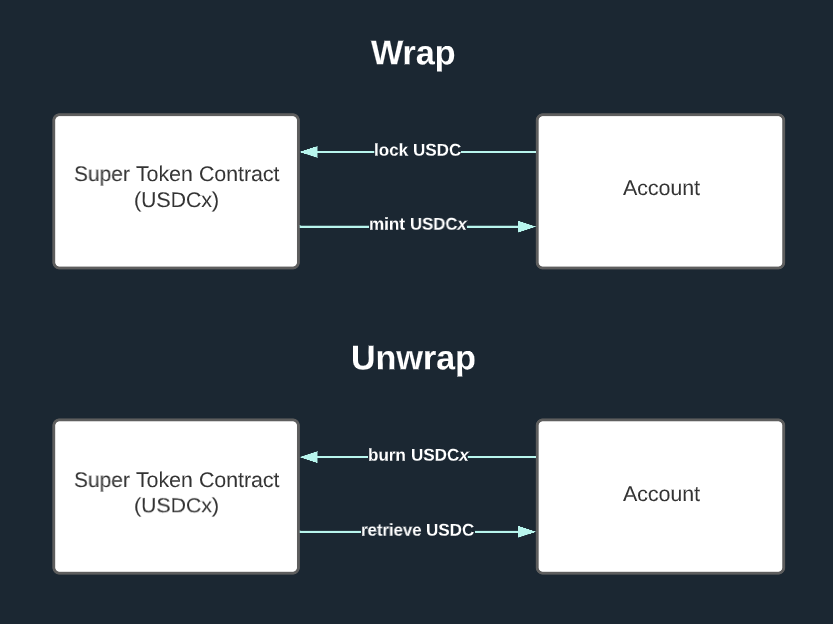 Wrap
Super Token Contract
(USDCx)
lock USDC
mint USDCx
Account
Unwrap
Super Token Contract
(USDCx)
burn USDCx
retrieve USDC
Account